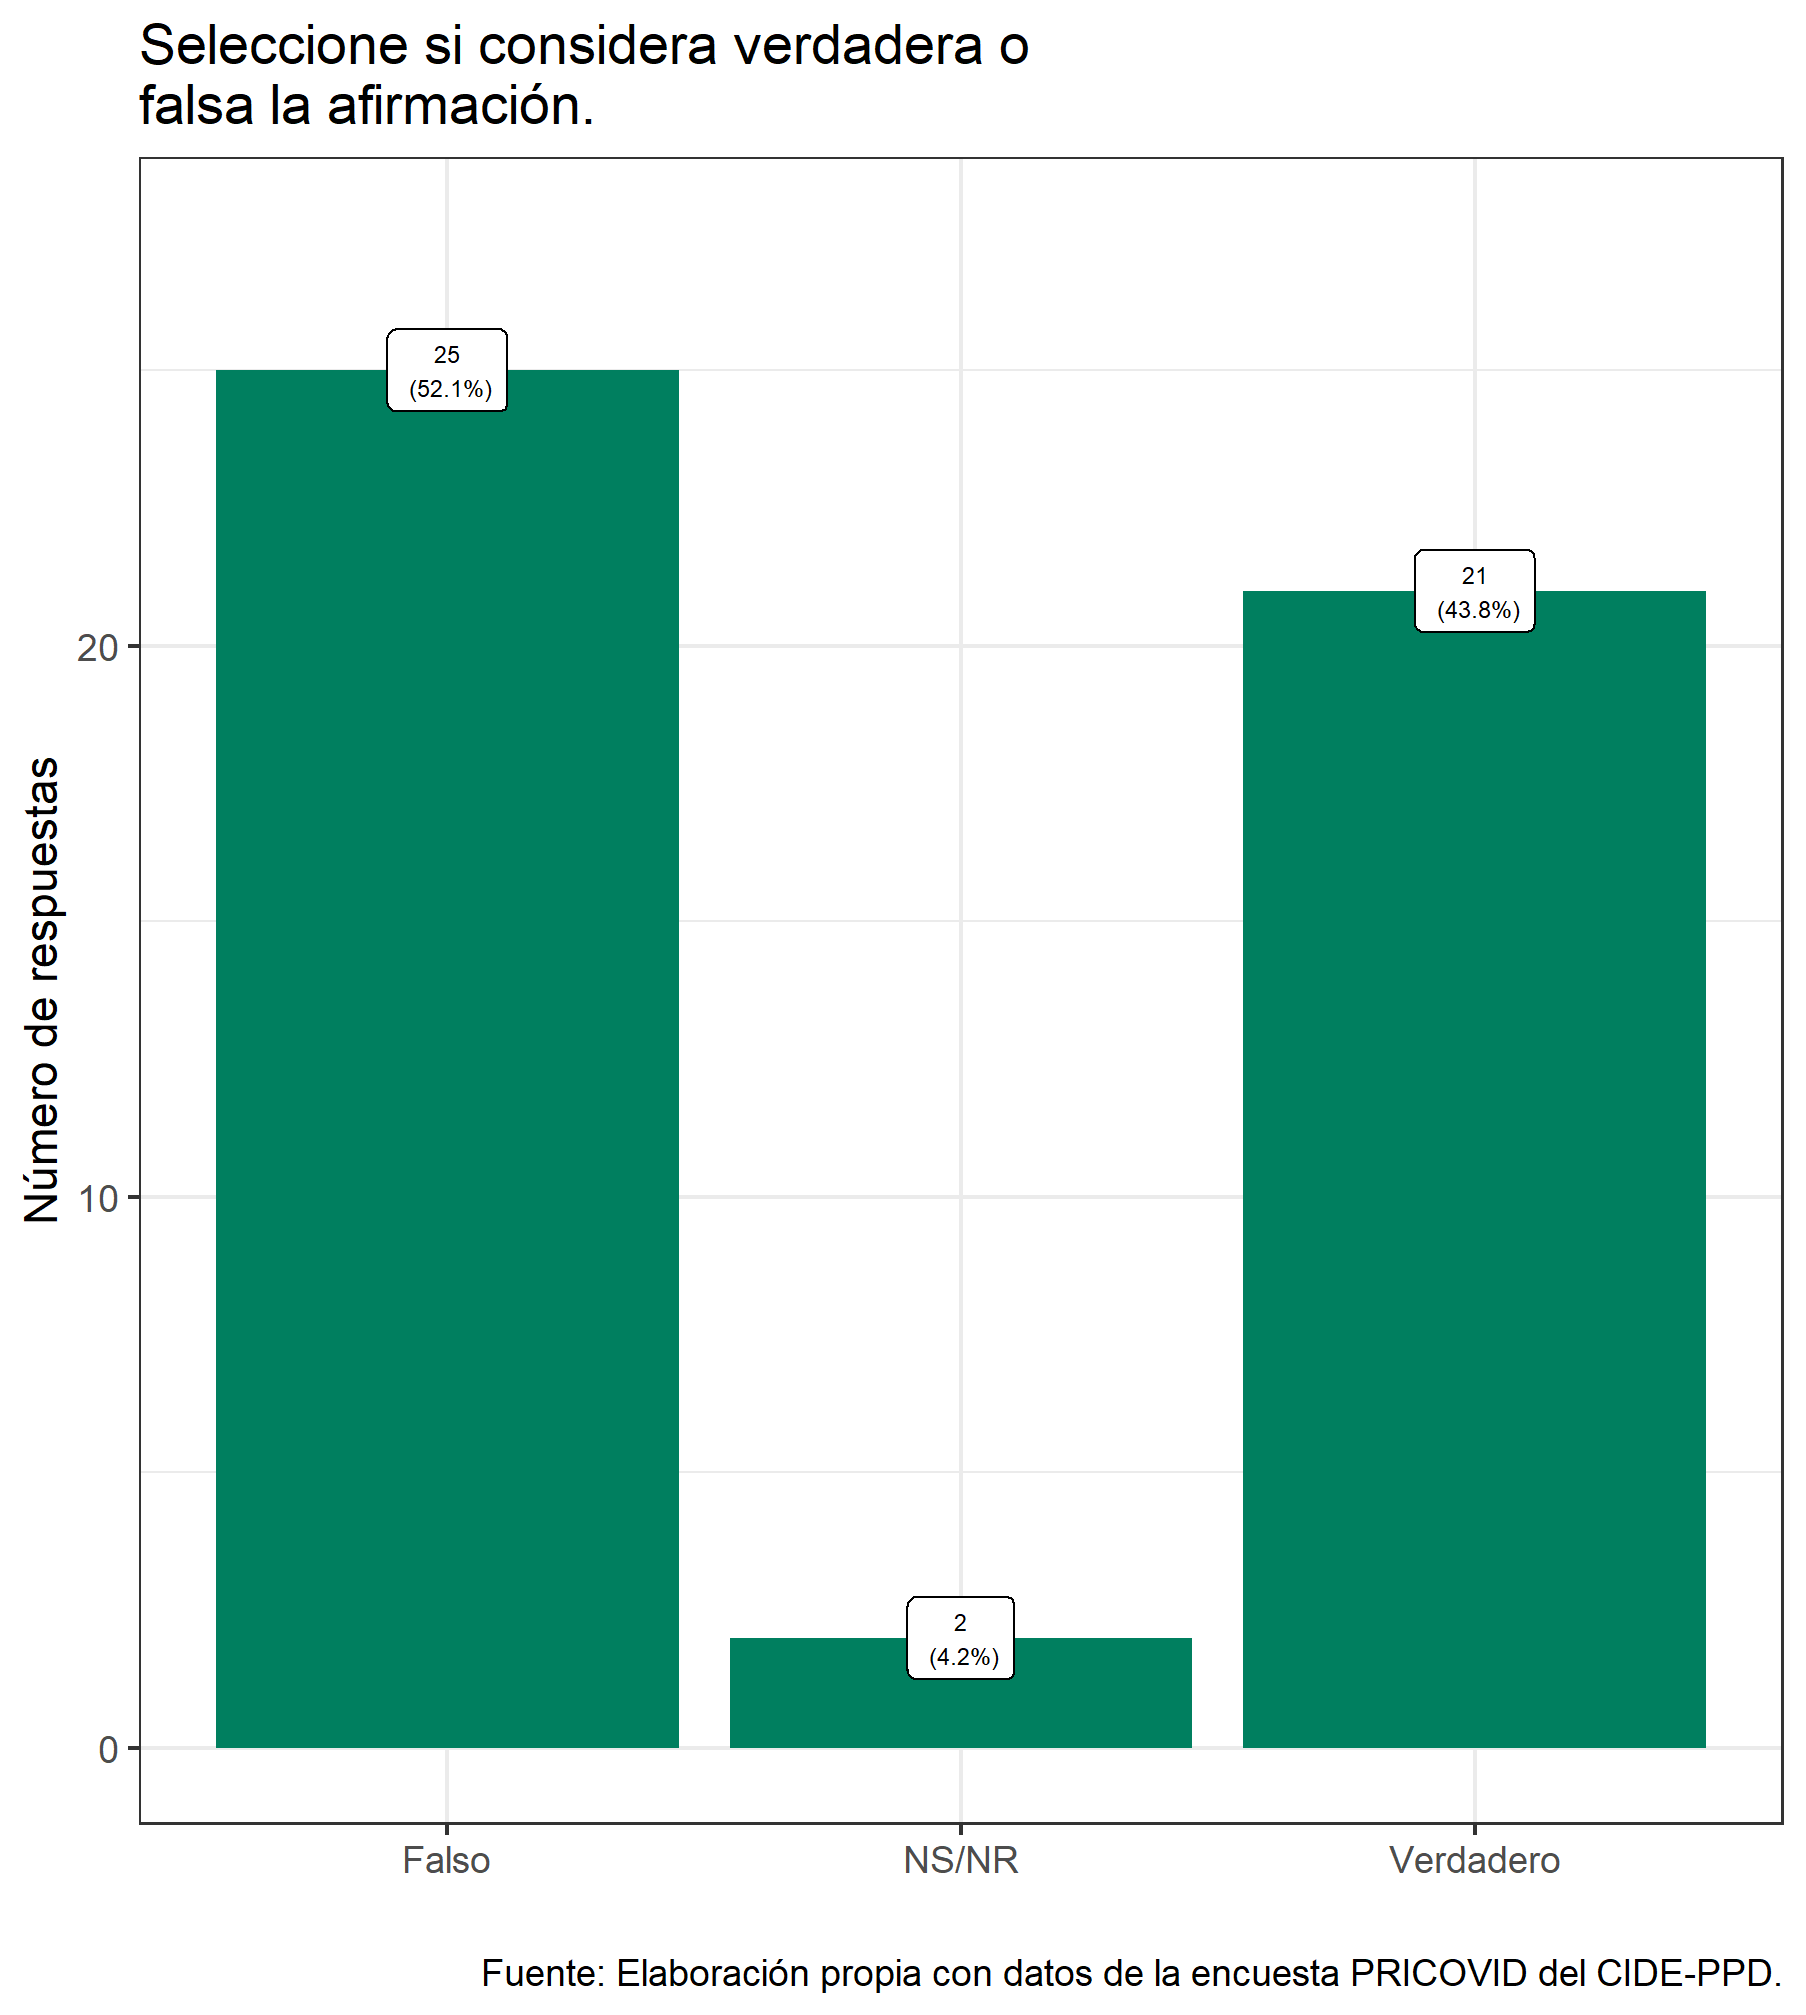 Seleccione si considera verdadera o
falsa la afirmación.
Número de respuestas
20
10
0
25
(52.1%)
2
(4.2%)
21
(43.8%)
Falso
NS/NR
Verdadero
Fuente: Elaboración propia con datos de la encuesta PRICOVID del CIDE-PPD.